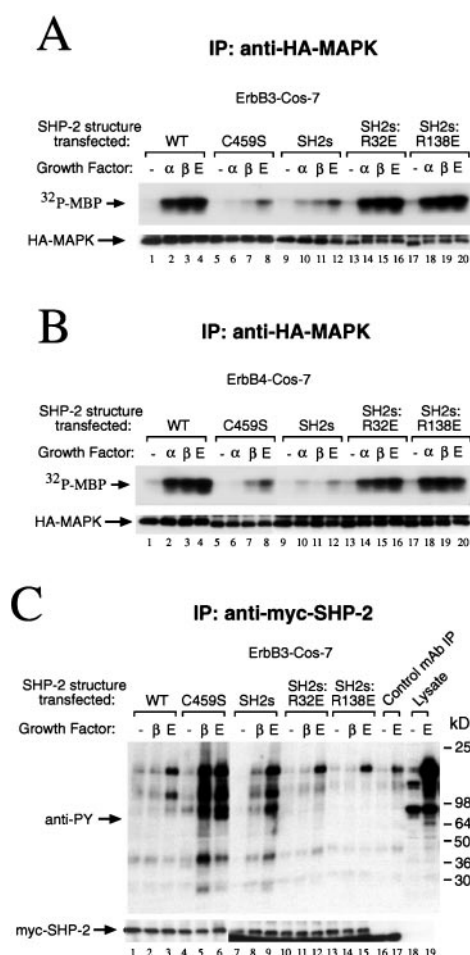 A
IP: anti-HA-MAPK
ErbB3-Cos-7
SHP-2 structure transfected: WT C459S SH2s SH2s:R32E SH2s:R138E
Growth Factor: - α β E - α β E - α β E - α β E - α β E
32P-MBP
HA-MAPK
1 2 3 4 5 6 7 8 9 10 11 12 13 14 15 16 17 18 19 20
B
IP: anti-HA-MAPK
ErbB4-Cos-7
SHP-2 structure transfected: WT C459S SH2s SH2s:R32E SH2s:R138E
Growth Factor: - α β E - α β E - α β E - α β E - α β E
32P-MBP
HA-MAPK
1 2 3 4 5 6 7 8 9 10 11 12 13 14 15 16 17 18 19 20
C
IP: anti-myc-SHP-2
ErbB3-Cos-7
SHP-2 structure transfected: WT C459S SH2s SH2s:R32E SH2s:R138E Control mAb IP Lysate
Growth Factor: - β E - β E - β E - β E - β E - E - E
kD
25
98
anti-PY
64
50
36
30
myc-SHP-2
1 2 3 4 5 6 7 8 9 10 11 12 13 14 15 16 17 18 19